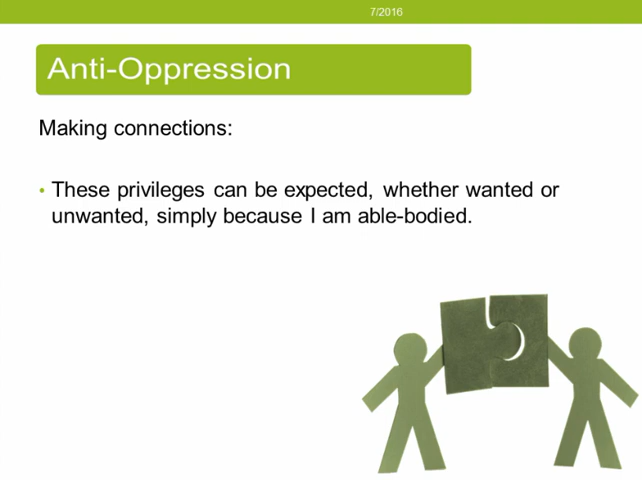 7/2016
Anti-Oppression
Making connections:
• These privileges can be expected, whether wanted or
unwanted, simply because I am able-bodied.